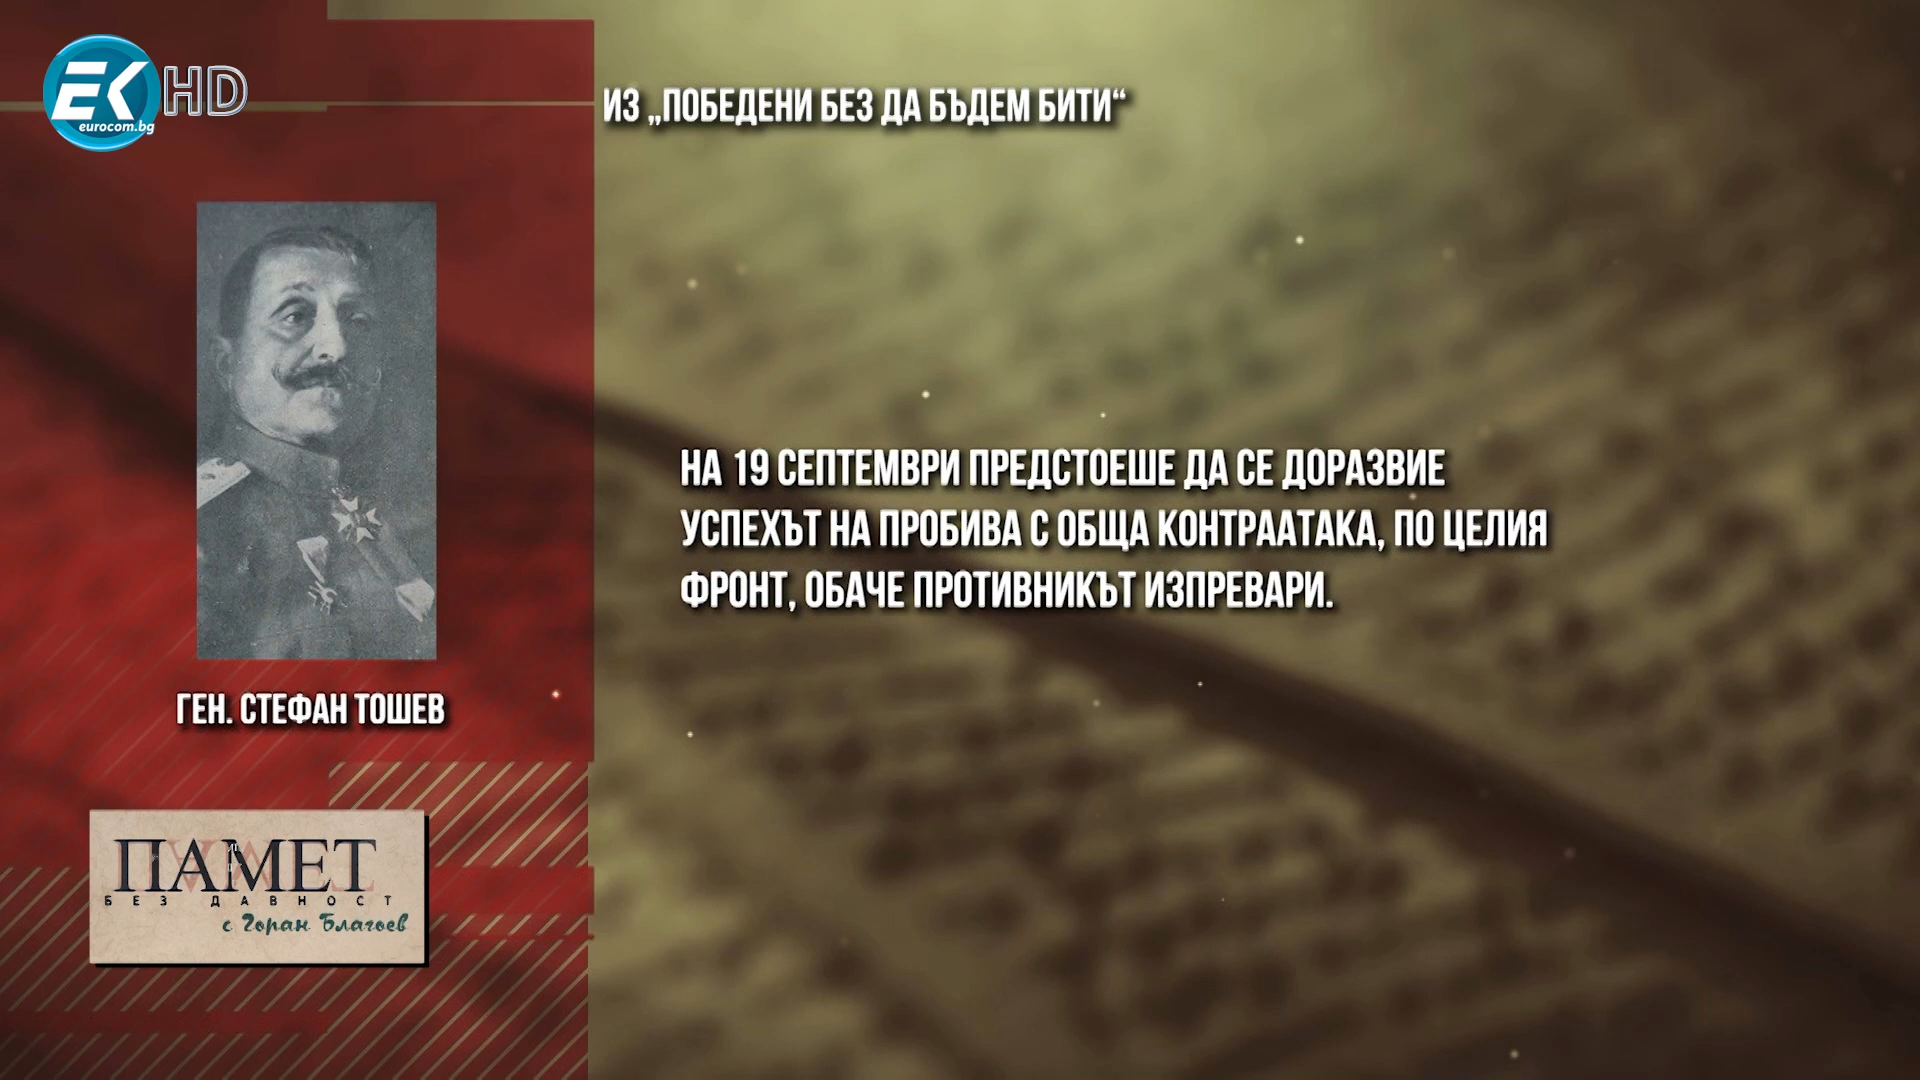 EK HD
eurocom.bg
ИЗ „ПОБЕДЕНИ БЕЗ ДА БЪДЕМ БИТИ“
НА 19 СЕПТЕМВРИ ПРЕДСТОЕШЕ ДА СЕ ДОРАЗВИЕ
УСПЕХЪТ НА ПРОБИВА С ОБЩА КОНТРААТАКА, ПО ЦЕЛИЯ
ФРОНТ, ОБАЧЕ ПРОТИВНИКЪТ ИЗПРЕВАРИ.
ГЕН. СТЕФАН ТОШЕВ
ПАМЕТ
БЕЗ ДАВНОСТ
с Горан Благоев